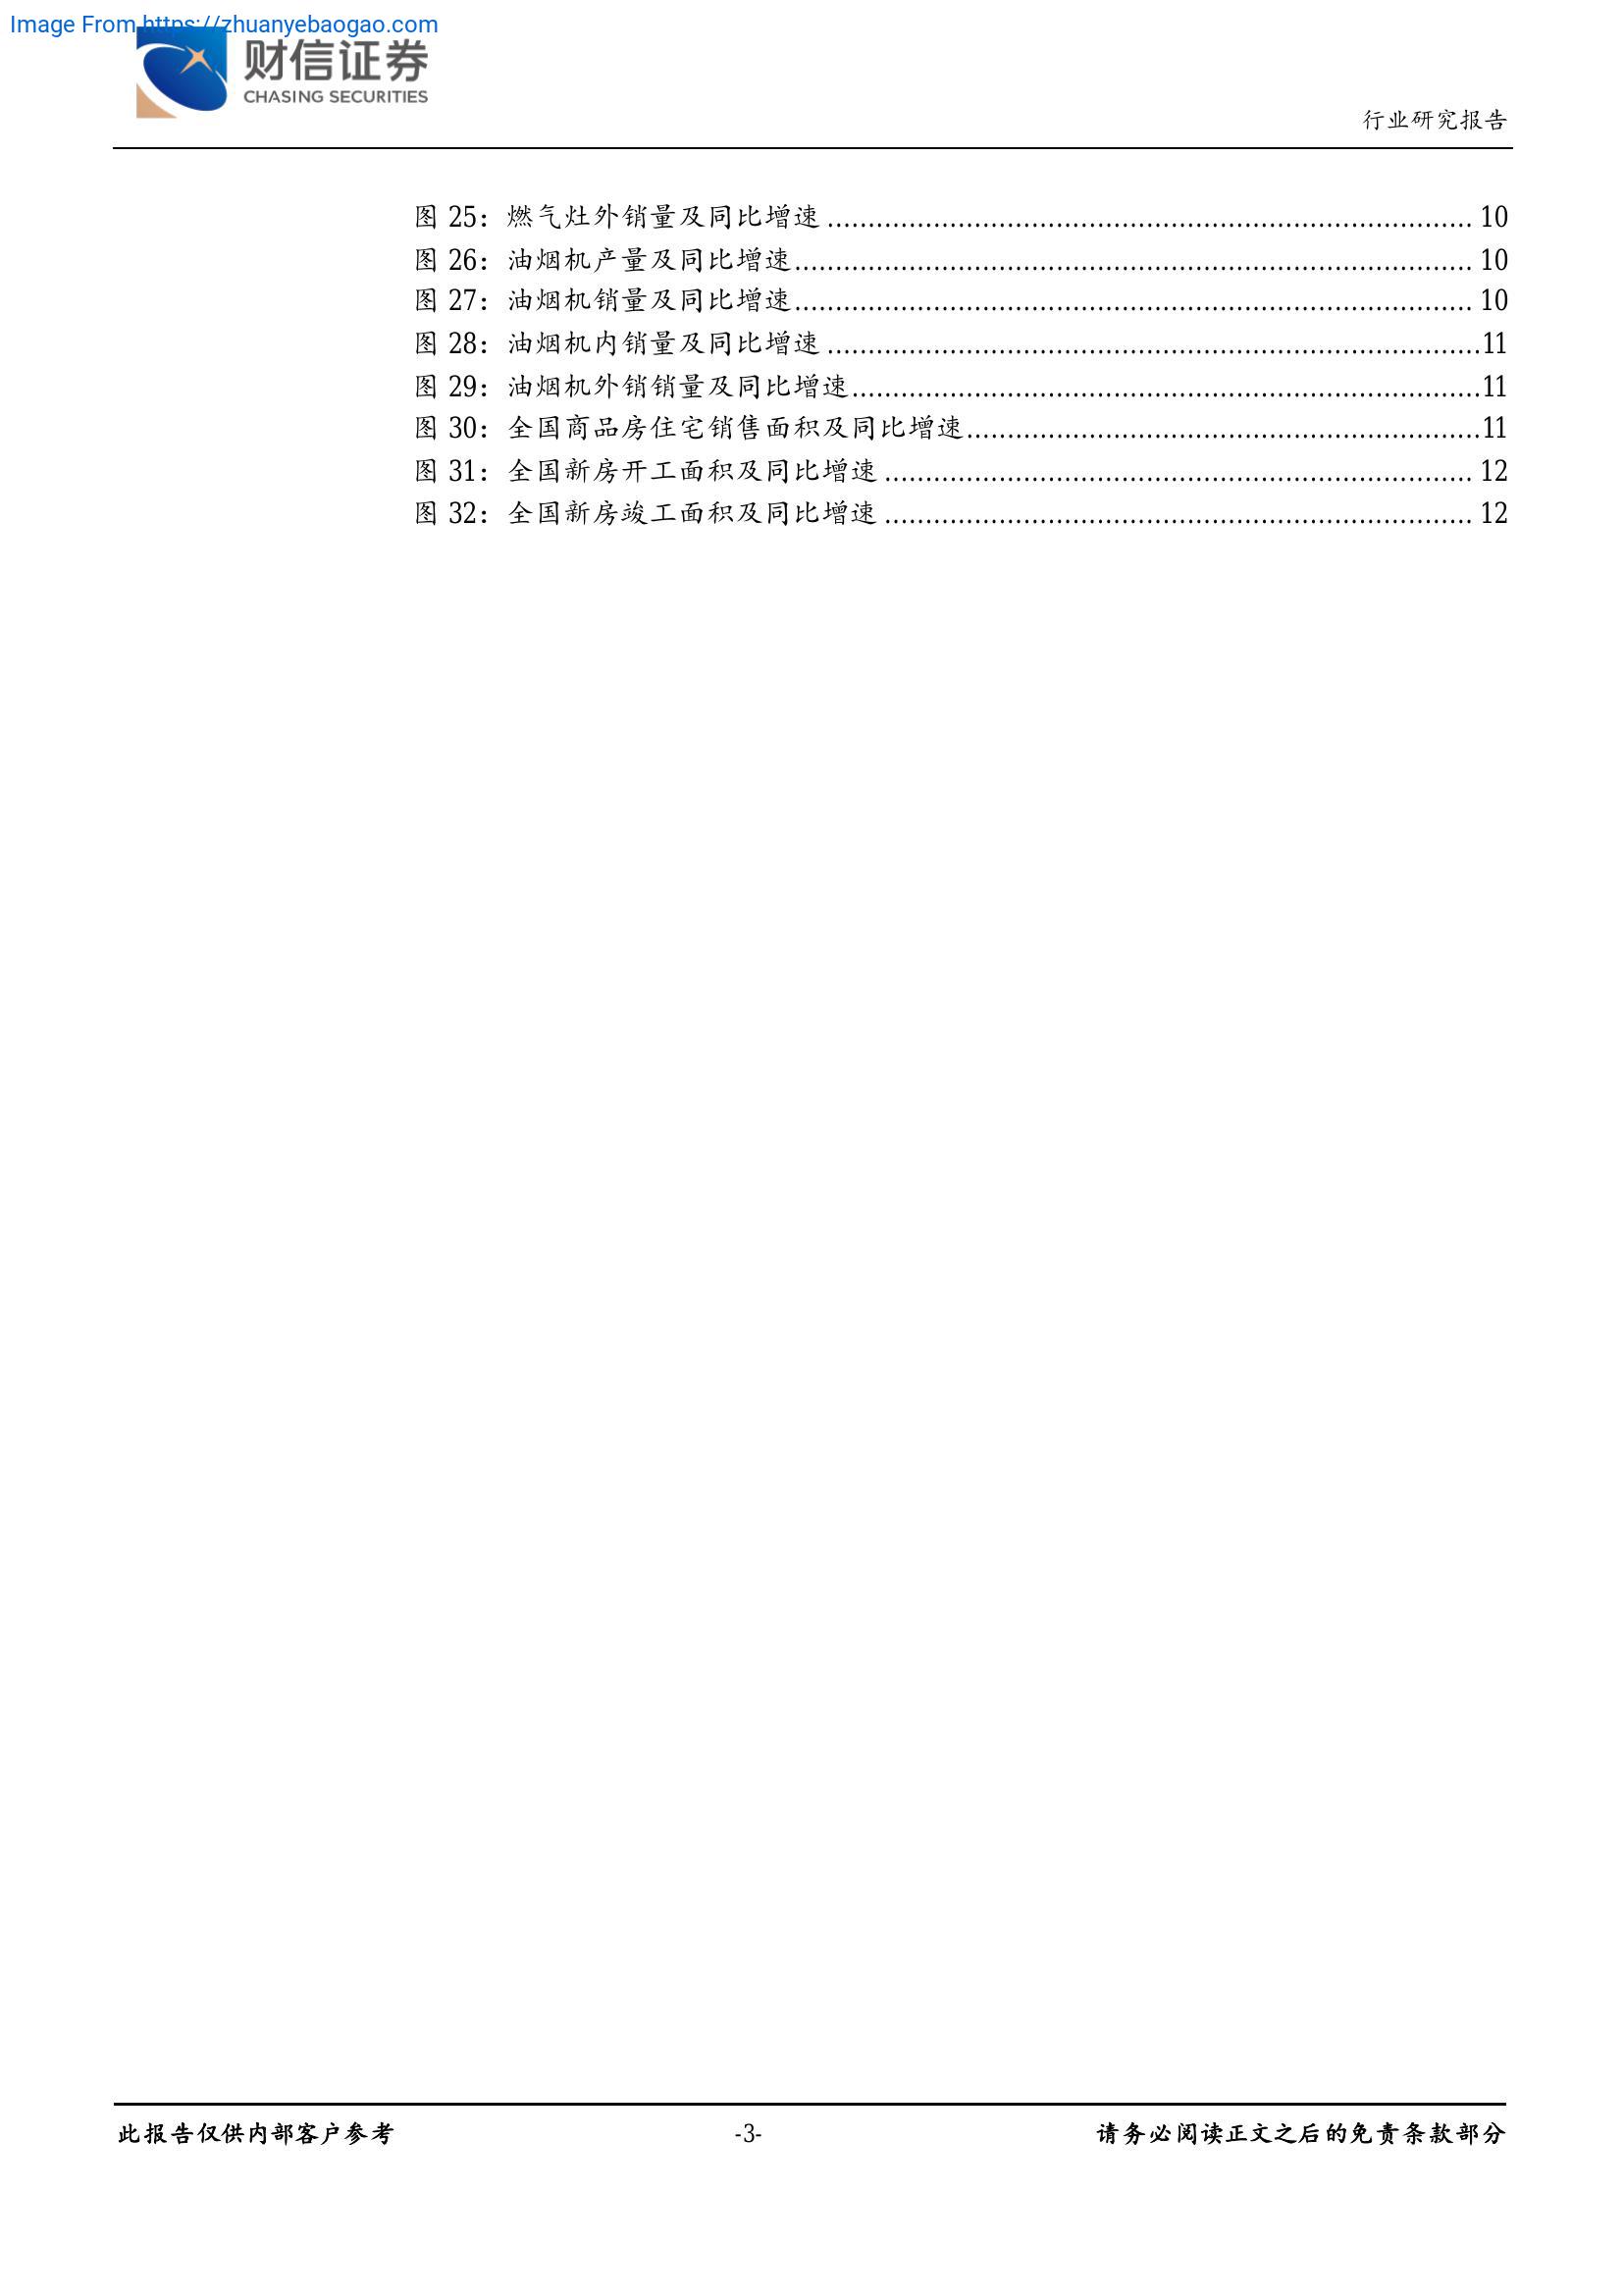 Image From https://zhuanyebaogao.com
财信证券
CHASING SECURITIES
行业研究报告
图 25：燃气灶外销量及同比增速 ................................................................................ 10
图 26：油烟机产量及同比增速.................................................................................... 10
图 27：油烟机销量及同比增速.................................................................................... 10
图 28：油烟机内销量及同比增速 .................................................................................11
图 29：油烟机外销销量及同比增速..............................................................................11
图 30：全国商品房住宅销售面积及同比增速................................................................11
图 31：全国新房开工面积及同比增速 ......................................................................... 12
图 32：全国新房竣工面积及同比增速 ......................................................................... 12
此报告仅供内部客户参考 -3- 请务必阅读正文之后的免责条款部分